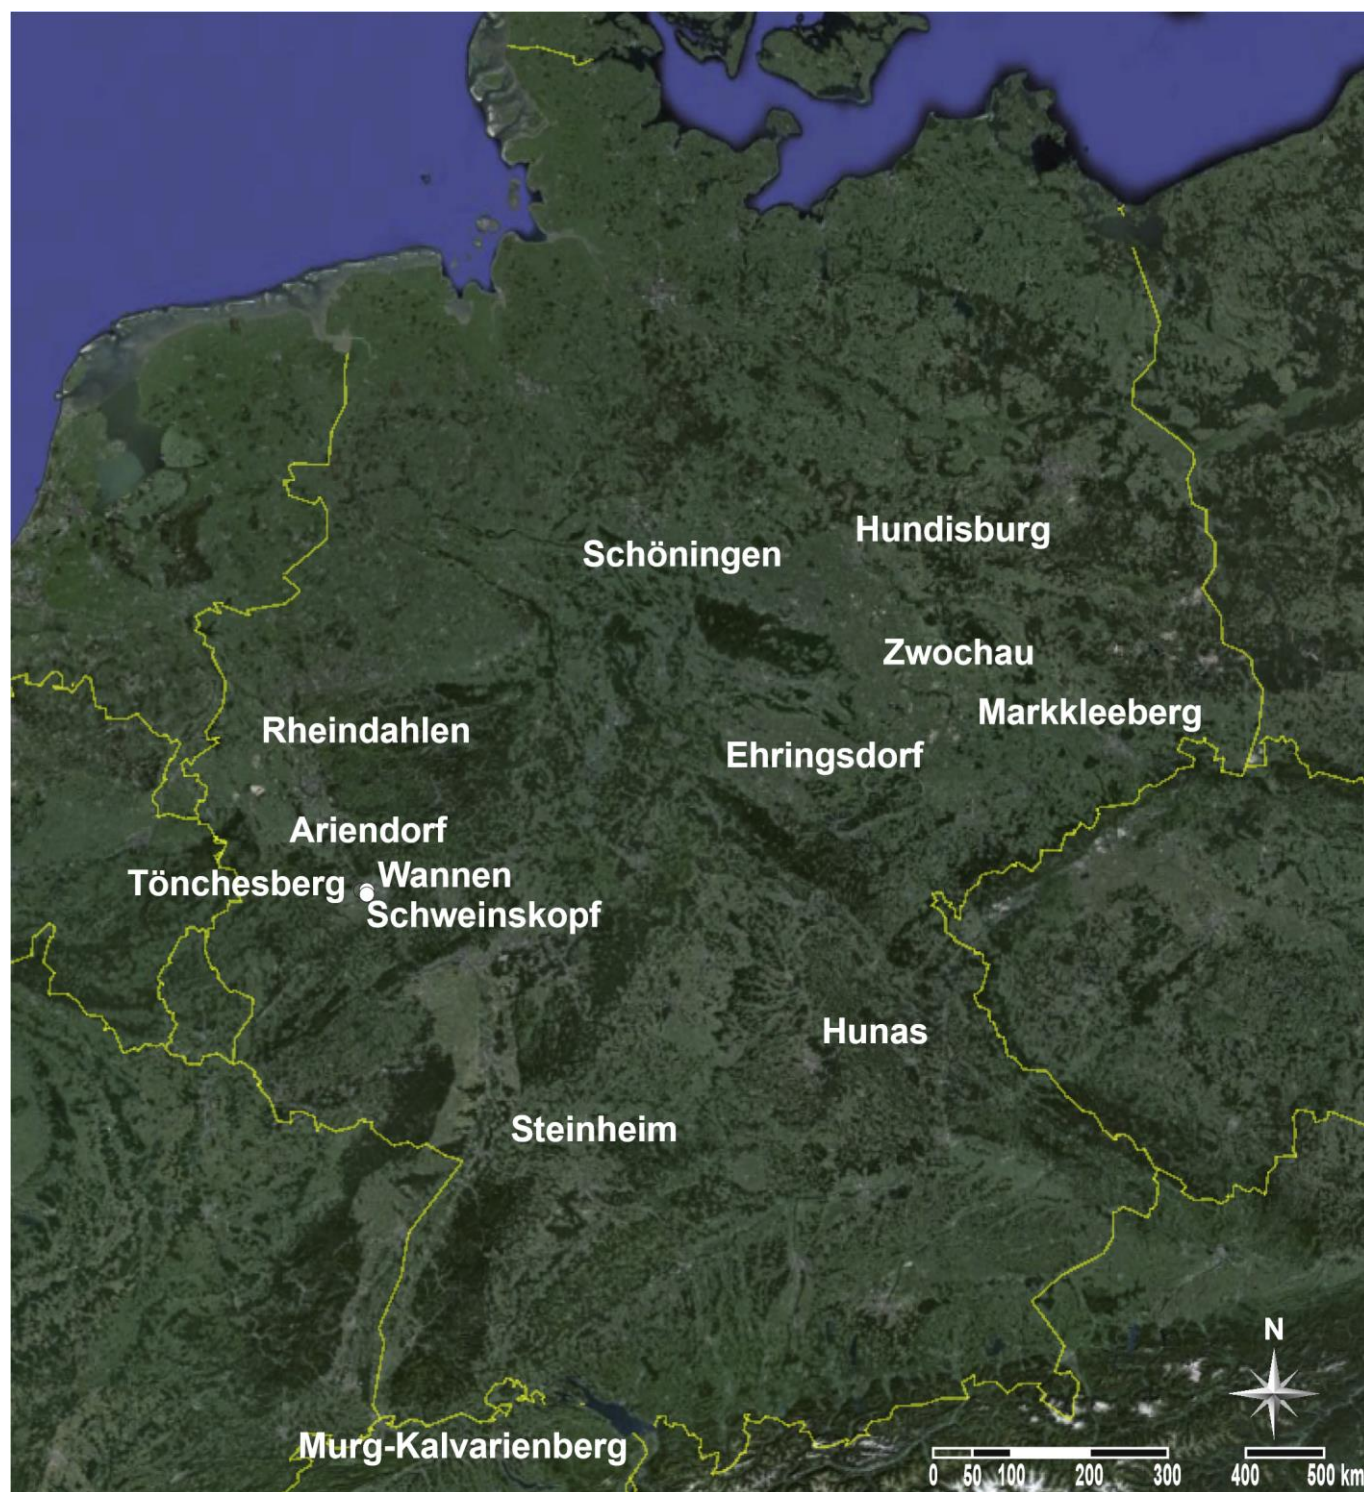 Hundisburg
Schöningen
Zwochau
Markkleeberg
Rheindahlen
Ehringsdorf
Ariendorf
Wannen
Tönchesberg
Schweinskopf
Hunas
Steinheim
N
Murg-Kalvarienberg
0 50 100 200 300 400 500 km